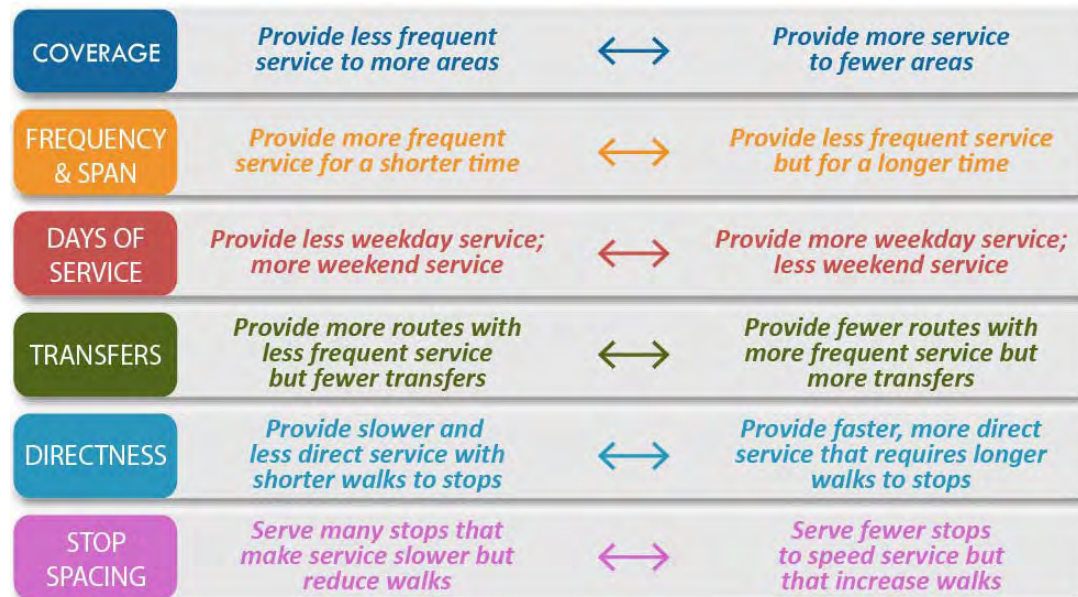 COVERAGE
Provide less frequent
service to more areas
Provide more service
to fewer areas
FREQUENCY
& SPAN
Provide more frequent
service for a shorter time
Provide less frequent service
but for a longer time
DAYS OF
SERVICE
Provide less weekday service;
more weekend service
Provide more weekday service;
less weekend service
TRANSFERS
Provide more routes with
less frequent service
but fewer transfers
Provide fewer routes with
more frequent service but
more transfers
DIRECTNESS
Provide slower and
less direct service with
shorter walks to stops
Provide faster, more direct
service that requires longer
walks to stops
STOP
SPACING
Serve many stops that
make service slower but
reduce walks
Serve fewer stops
to speed service but
that increase walks